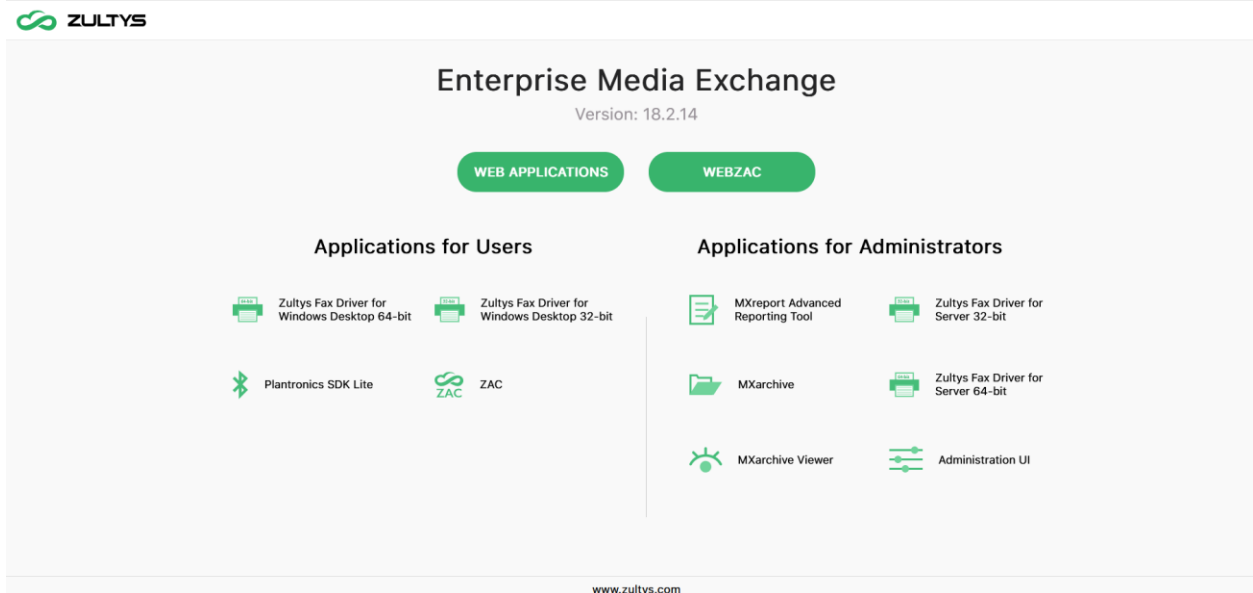 ZULTYS
Enterprise Media Exchange
Version: 18.2.14
WEB APPLICATIONS
WEBZAC
Applications for Users
Zultys Fax Driver for
Windows Desktop 64-bit
Zultys Fax Driver for
Windows Desktop 32-bit
Plantronics SDK Lite
ZAC
ZAC
Applications for Administrators
MXreport Advanced
Reporting Tool
Zultys Fax Driver for
Server 32-bit
MXarchive
Zultys Fax Driver for
Server 64-bit
MXarchive Viewer
Administration UI
www.zultys.com